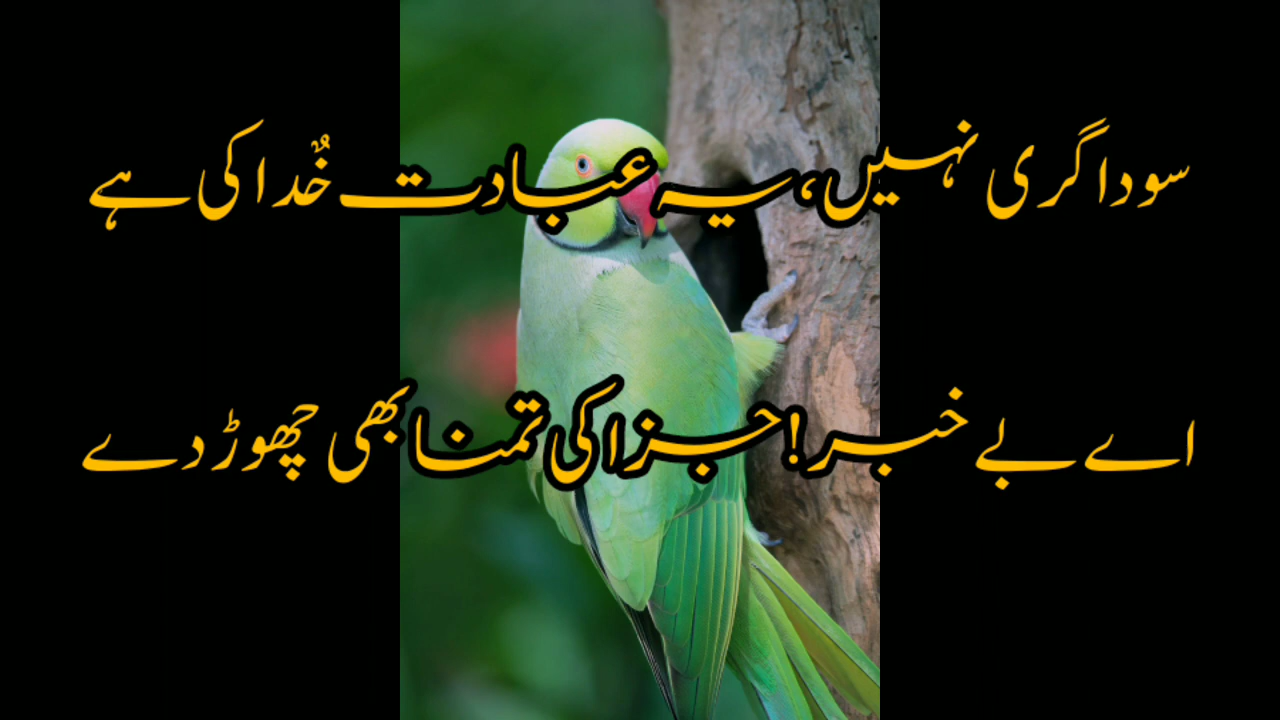 سوداگری نہیں، یہ عبادت خُدا کی ہے
اے بے خبر! جزا کی تمنا بھی چھوڑ دے